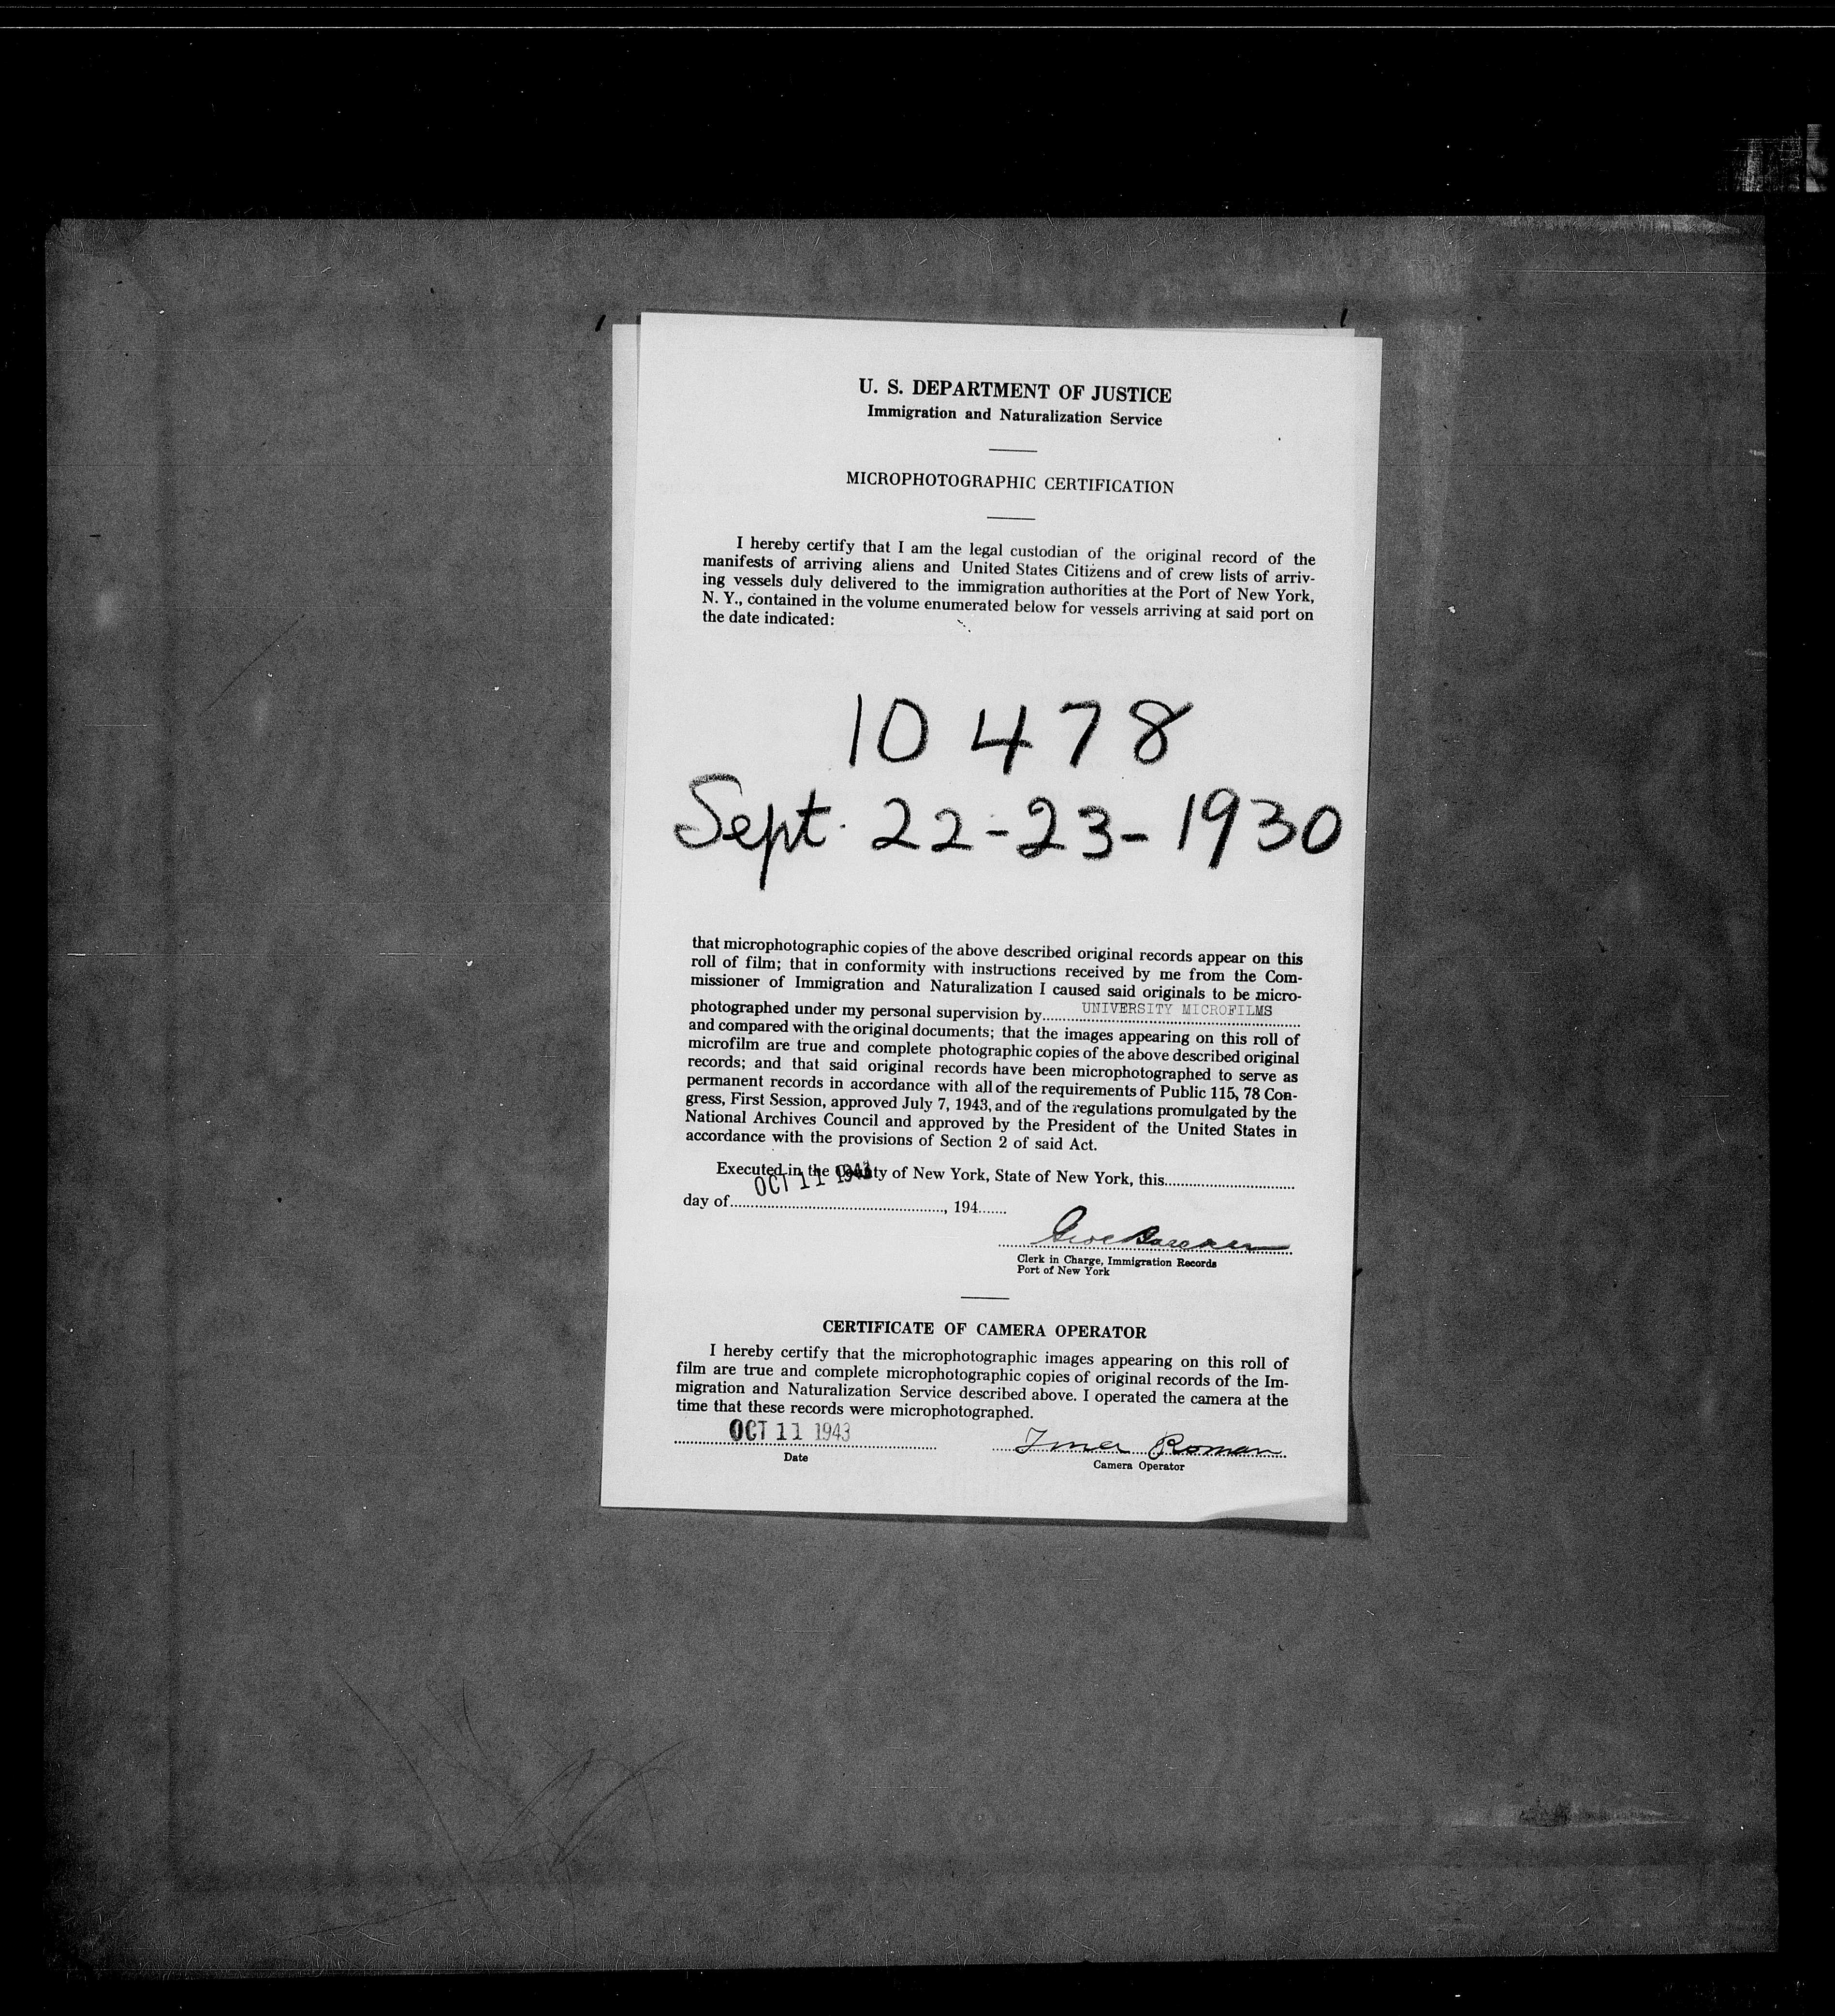 U. S. DEPARTMENT OF JUSTICE
Immigration and Naturalization Service
MICROPHOTOGRAPHIC CERTIFICATION
I hereby certify that I am the legal custodian of the original record of the
manifests of arriving aliens and United States Citizens and of crew lists of arriv-
ing vessels duly delivered to the immigration authorities at the Port of New York,
N. Y., contained in the volume enumerated below for vessels arriving at said port on
the date indicated:
10478
Sept. 22-23-1930
that microphotographic copies of the above described original records appear on this
roll of film; that in conformity with instructions received by me from the Com-
missioner of Immigration and Naturalization I caused said originals to be micro-
photographed under my personal supervision by UNIVERSITY MICROFILMS
and compared with the original documents; that the images appearing on this roll of
microfilm are true and complete photographic copies of the above described original
records; and that said original records have been microphotographed to serve as
permanent records in accordance with all of the requirements of Public 115, 78 Con-
gress, First Session, approved July 7, 1943, and of the regulations promulgated by the
National Archives Council and approved by the President of the United States in
accordance with the provisions of Section 2 of said Act.
Executed in the County of New York, State of New York, this
OCT 11 1943
day of , 194
Clerk in Charge, Immigration Records
Port of New York
CERTIFICATE OF CAMERA OPERATOR
I hereby certify that the microphotographic images appearing on this roll of
film are true and complete microphotographic copies of original records of the Im-
migration and Naturalization Service described above. I operated the camera at the
time that these records were microphotographed.
OCT 11 1943 Roman
Date Camera Operator